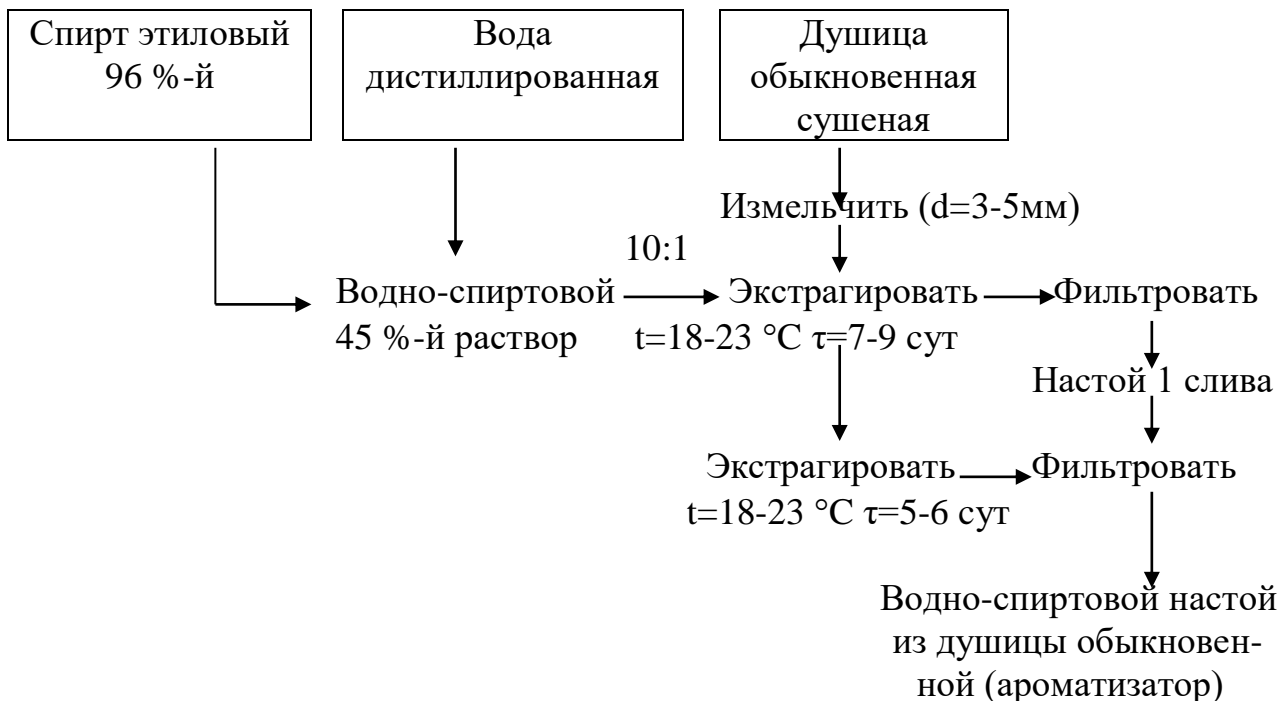 Спирт этиловый
96 %-й
Вода
дистиллированная
Душица
обыкновенная
сушеная
Измельчить (d=3-5мм)
10:1
Водно-спиртовой
45 %-й раствор
Экстрагировать
t=18-23 °С τ=7-9 сут
Фильтровать
Настой 1 слива
Экстрагировать
t=18-23 °С τ=5-6 сут
Фильтровать
Водно-спиртовой настой
из душицы обыкновен-
ной (ароматизатор)